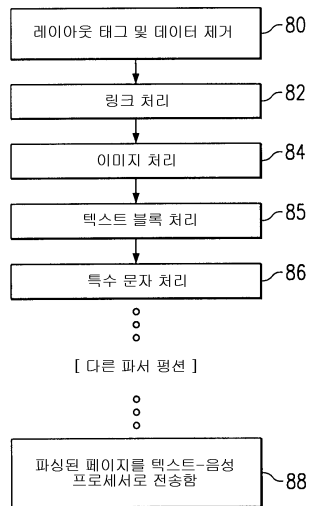 레이아웃 태그 및 데이터 제거 80
링크 처리 82
이미지 처리 84
텍스트 블록 처리 85
특수 문자 처리 86
[ 다른 파서 평션 ]
파싱된 페이지를 텍스트-음성
프로세서로 전송함 88